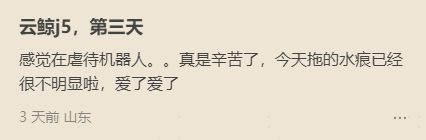 云鲸j5，第三天
感觉在虐待机器人。。真是辛苦了，今天拖的水痕已经
很不明显啦，爱了爱了
3 天前 山东
...